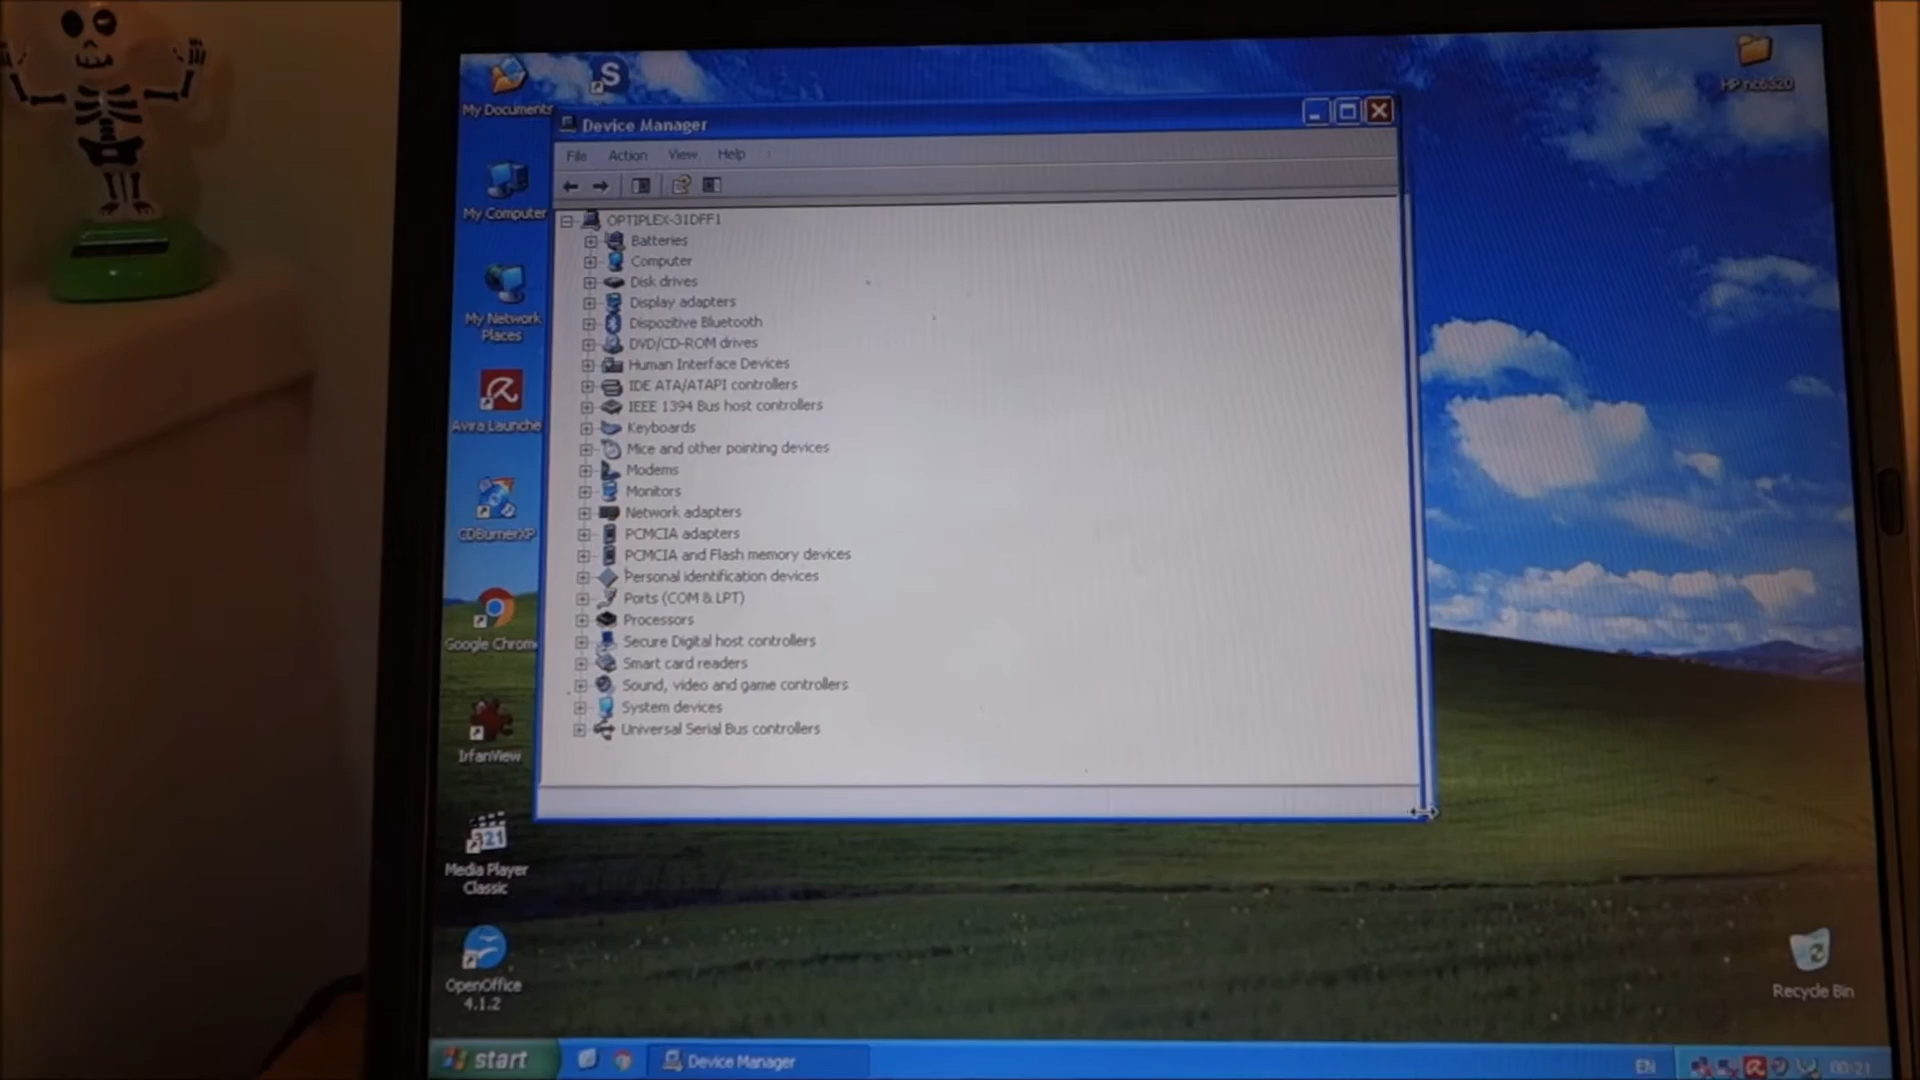 My Documents
S
HP nc6320
Device Manager
File Action View Help
My Computer
OPTIPLEX-31DFF1
Batteries
Computer
Disk drives
Display adapters
Dispozitive Bluetooth
DVD/CD-ROM drives
Human Interface Devices
IDE ATA/ATAPI controllers
IEEE 1394 Bus host controllers
Keyboards
Mice and other pointing devices
Modems
Monitors
Network adapters
PCMCIA adapters
PCMCIA and Flash memory devices
Personal identification devices
Ports (COM & LPT)
Processors
Secure Digital host controllers
Smart card readers
Sound, video and game controllers
System devices
Universal Serial Bus controllers
My Network
Places
Avira Launche
CDBurnerXP
Google Chrom
IrfanView
321
Media Player
Classic
OpenOffice
4.1.2
Recycle Bin
start
Device Manager
EN
00:21